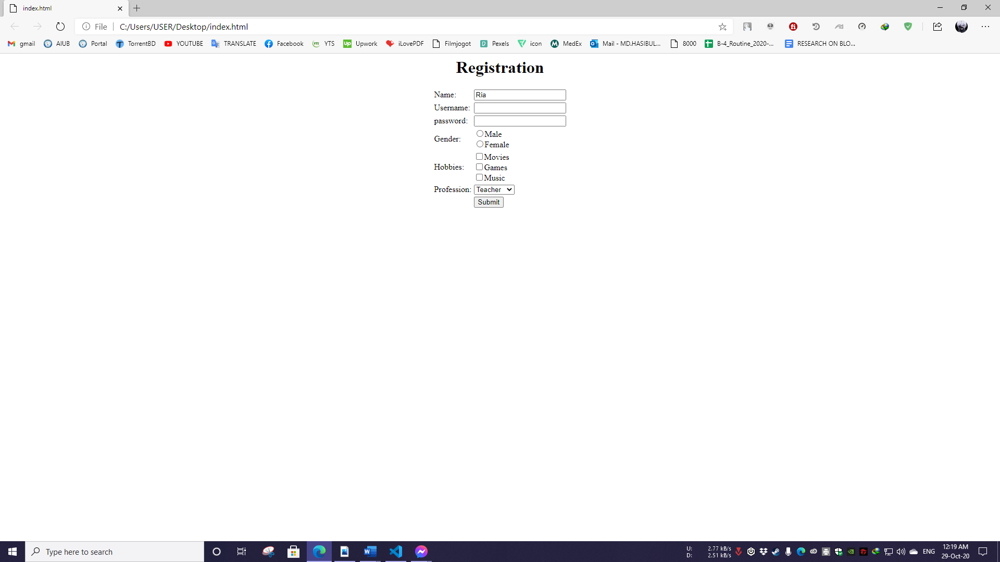 index.html
File C:/Users/USER/Desktop/index.html
gmail AIUB Portal TorrentBD YOUTUBE TRANSLATE Facebook YTS Upwork iLovePDF Filmjogot Pexels icon MedEx Mail - MD.HASIBUL... 8000 B-4_Routine_2020-... RESEARCH ON BLO...
Registration
Name: Ria
Username:
password:
Gender:
Male
Female
Hobbies:
Movies
Games
Music
Profession: Teacher
Submit
Type here to search
U: 2.77 kB/s
D: 2.51 kB/s
ENG
12:19 AM
29-Oct-20